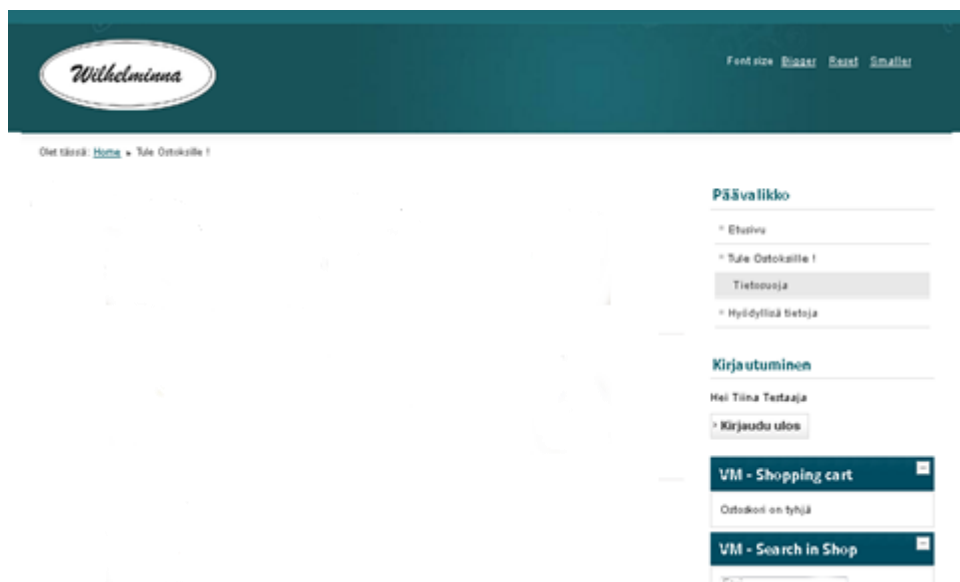 Wilhelminna
Font size Bigger Reset Smaller
Olet tässä: Home Tule Ostoksille !
Päävalikko
Etusivu
Tule Ostoksille !
Tietosuoja
Hyödyllisä tietoja
Kirjautuminen
Hei Tiina Testaaja
Kirjaudu ulos
VM - Shopping cart
Ostoskori on tyhjä
VM - Search in Shop